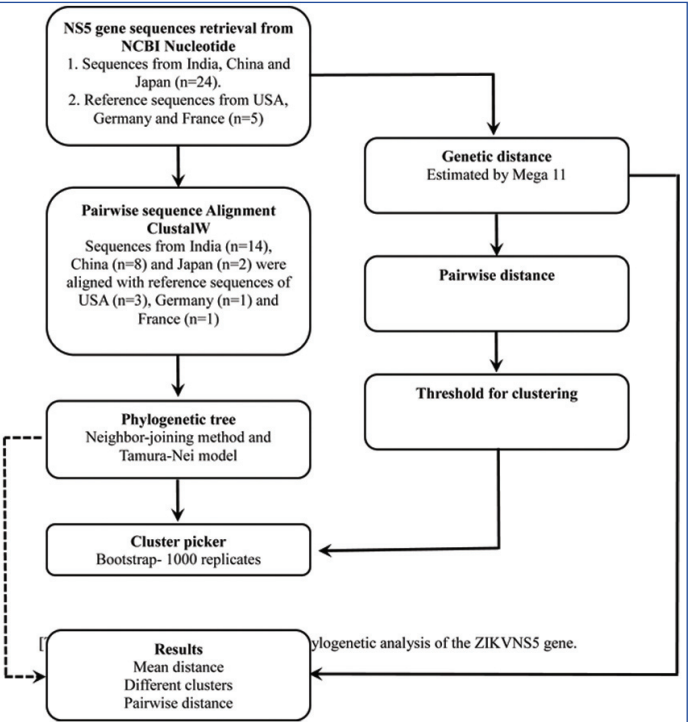 NS5 gene sequences retrieval from
NCBI Nucleotide
1. Sequences from India, China and
Japan (n=24).
2. Reference sequences from USA,
Germany and France (n=5)
Pairwise sequence Alignment
ClustalW
Sequences from India (n=14),
China (n=8) and Japan (n=2) were
aligned with reference sequences of
USA (n=3), Germany (n=1) and
France (n=1)
Phylogenetic tree
Neighbor-joining method and
Tamura-Nei model
Cluster picker
Bootstrap- 1000 replicates
Genetic distance
Estimated by Mega 11
Pairwise distance
Threshold for clustering
ylogenetic analysis of the ZIKVNS5 gene.
Results
Mean distance
Different clusters
Pairwise distance